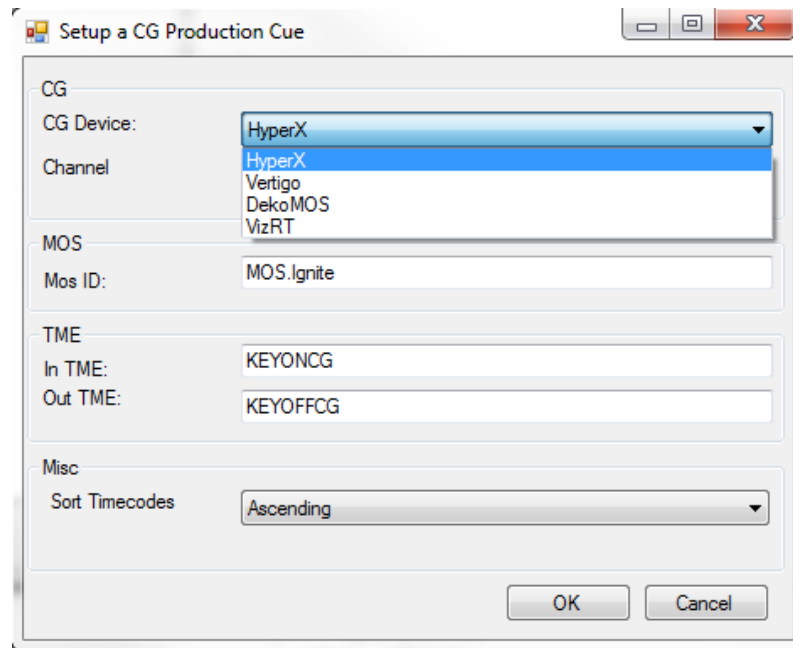 Setup a CG Production Cue
CG
CG Device:
HyperX
HyperX
Channel
Vertigo
DekoMOS
VizRT
MOS
Mos ID:
MOS.Ignite
TME
In TME:
KEYONCG
Out TME:
KEYOFFCG
Misc
Sort Timecodes
Ascending
OK
Cancel